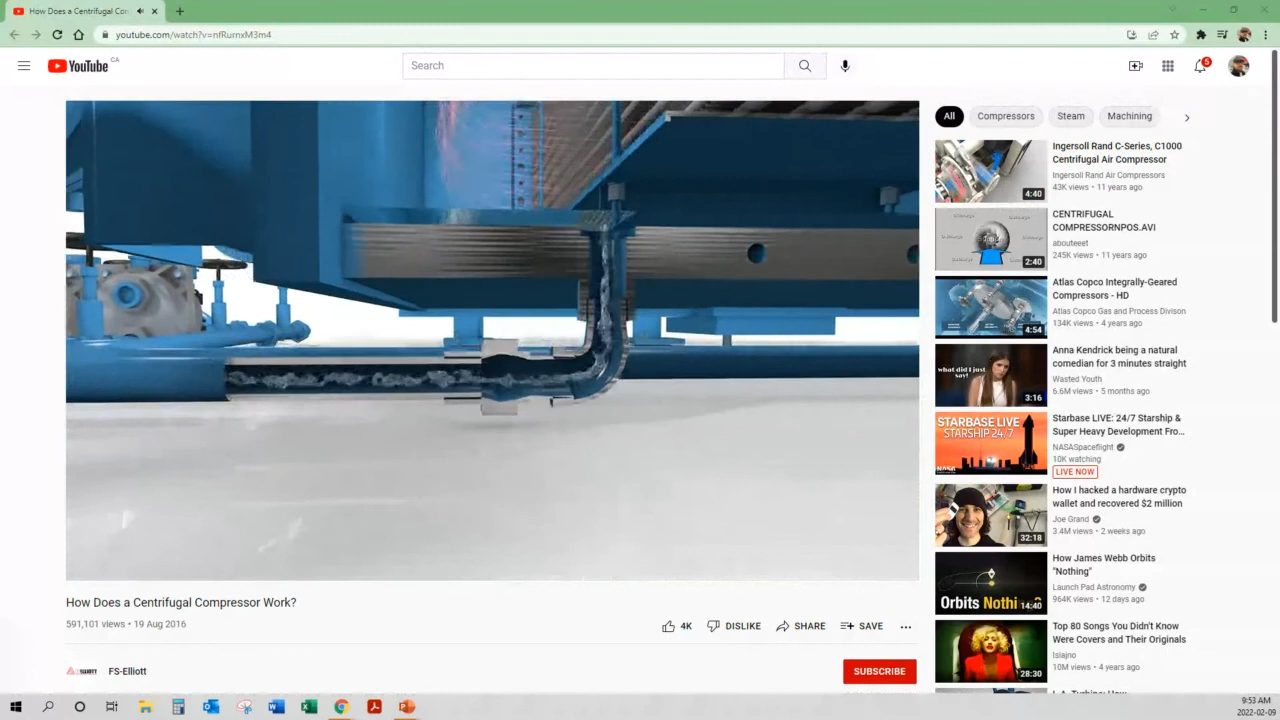 How Does a Centrifugal Con
youtube.com/watch?v=nfRurnxM3m4
YouTube CA
Search
5
All
Compressors
Steam
Machining
Ingersoll Rand C-Series, C1000
Centrifugal Air Compressor
Ingersoll Rand Air Compressors
43K views • 11 years ago
4:40
CENTRIFUGAL
COMPRESSORNPOS.AVI
abouteeet
245K views • 11 years ago
2:40
Atlas Copco Integrally-Geared
Compressors - HD
Atlas Copco Gas and Process Divison
134K views • 4 years ago
4:54
what did I just
say!
Anna Kendrick being a natural
comedian for 3 minutes straight
Wasted Youth
6.6M views • 5 months ago
3:16
STARBASE LIVE
STARSHIP 24/7
Starbase LIVE: 24/7 Starship &
Super Heavy Development Fro...
NASASpaceflight
10K watching
LIVE NOW
How I hacked a hardware crypto
wallet and recovered $2 million
Joe Grand
3.4M views • 2 weeks ago
32:18
How James Webb Orbits
"Nothing"
Launch Pad Astronomy
964K views • 12 days ago
Orbits Nothi
14:40
Top 80 Songs You Didn't Know
Were Covers and Their Originals
Islajno
10M views • 4 years ago
28:30
How Does a Centrifugal Compressor Work?
591,101 views • 19 Aug 2016
4K
DISLIKE
SHARE
SAVE
ELLIOTT
FS-Elliott
SUBSCRIBE
9:53 AM
2022-02-09